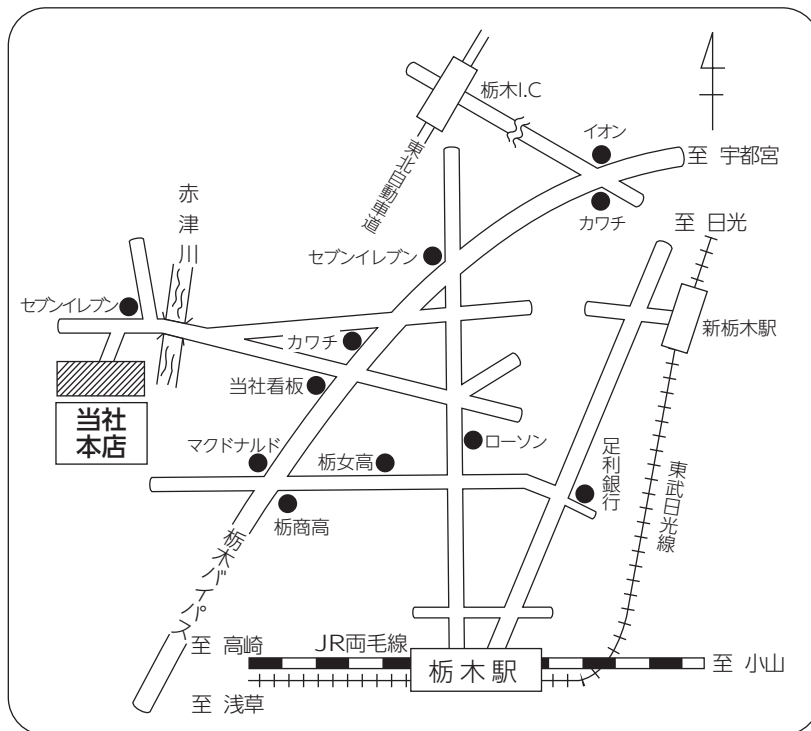 栃木I.C
イオン
至 宇都宮
東北自動車道
カワチ
至 日光
赤津川
セブンイレブン
セブンイレブン
新栃木駅
カワチ
当社看板
当社
本店
マクドナルド
栃女高
ローソン
足利銀行
東武日光線
栃商高
栃木バイパス
至 高崎
JR両毛線
栃木駅
至 小山
至 浅草